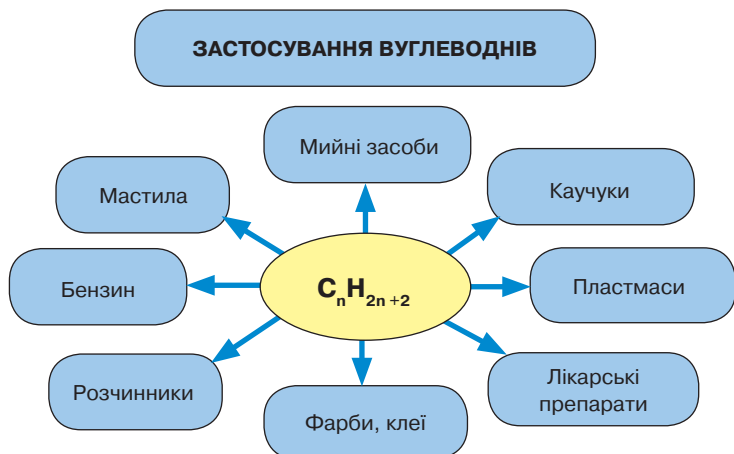 ЗАСТОСУВАННЯ ВУГЛЕВОДНІВ
Мийні засоби
Мастила
Каучуки
Бензин
CnH2n+2
Пластмаси
Розчинники
Фарби, клеї
Лікарські
препарати